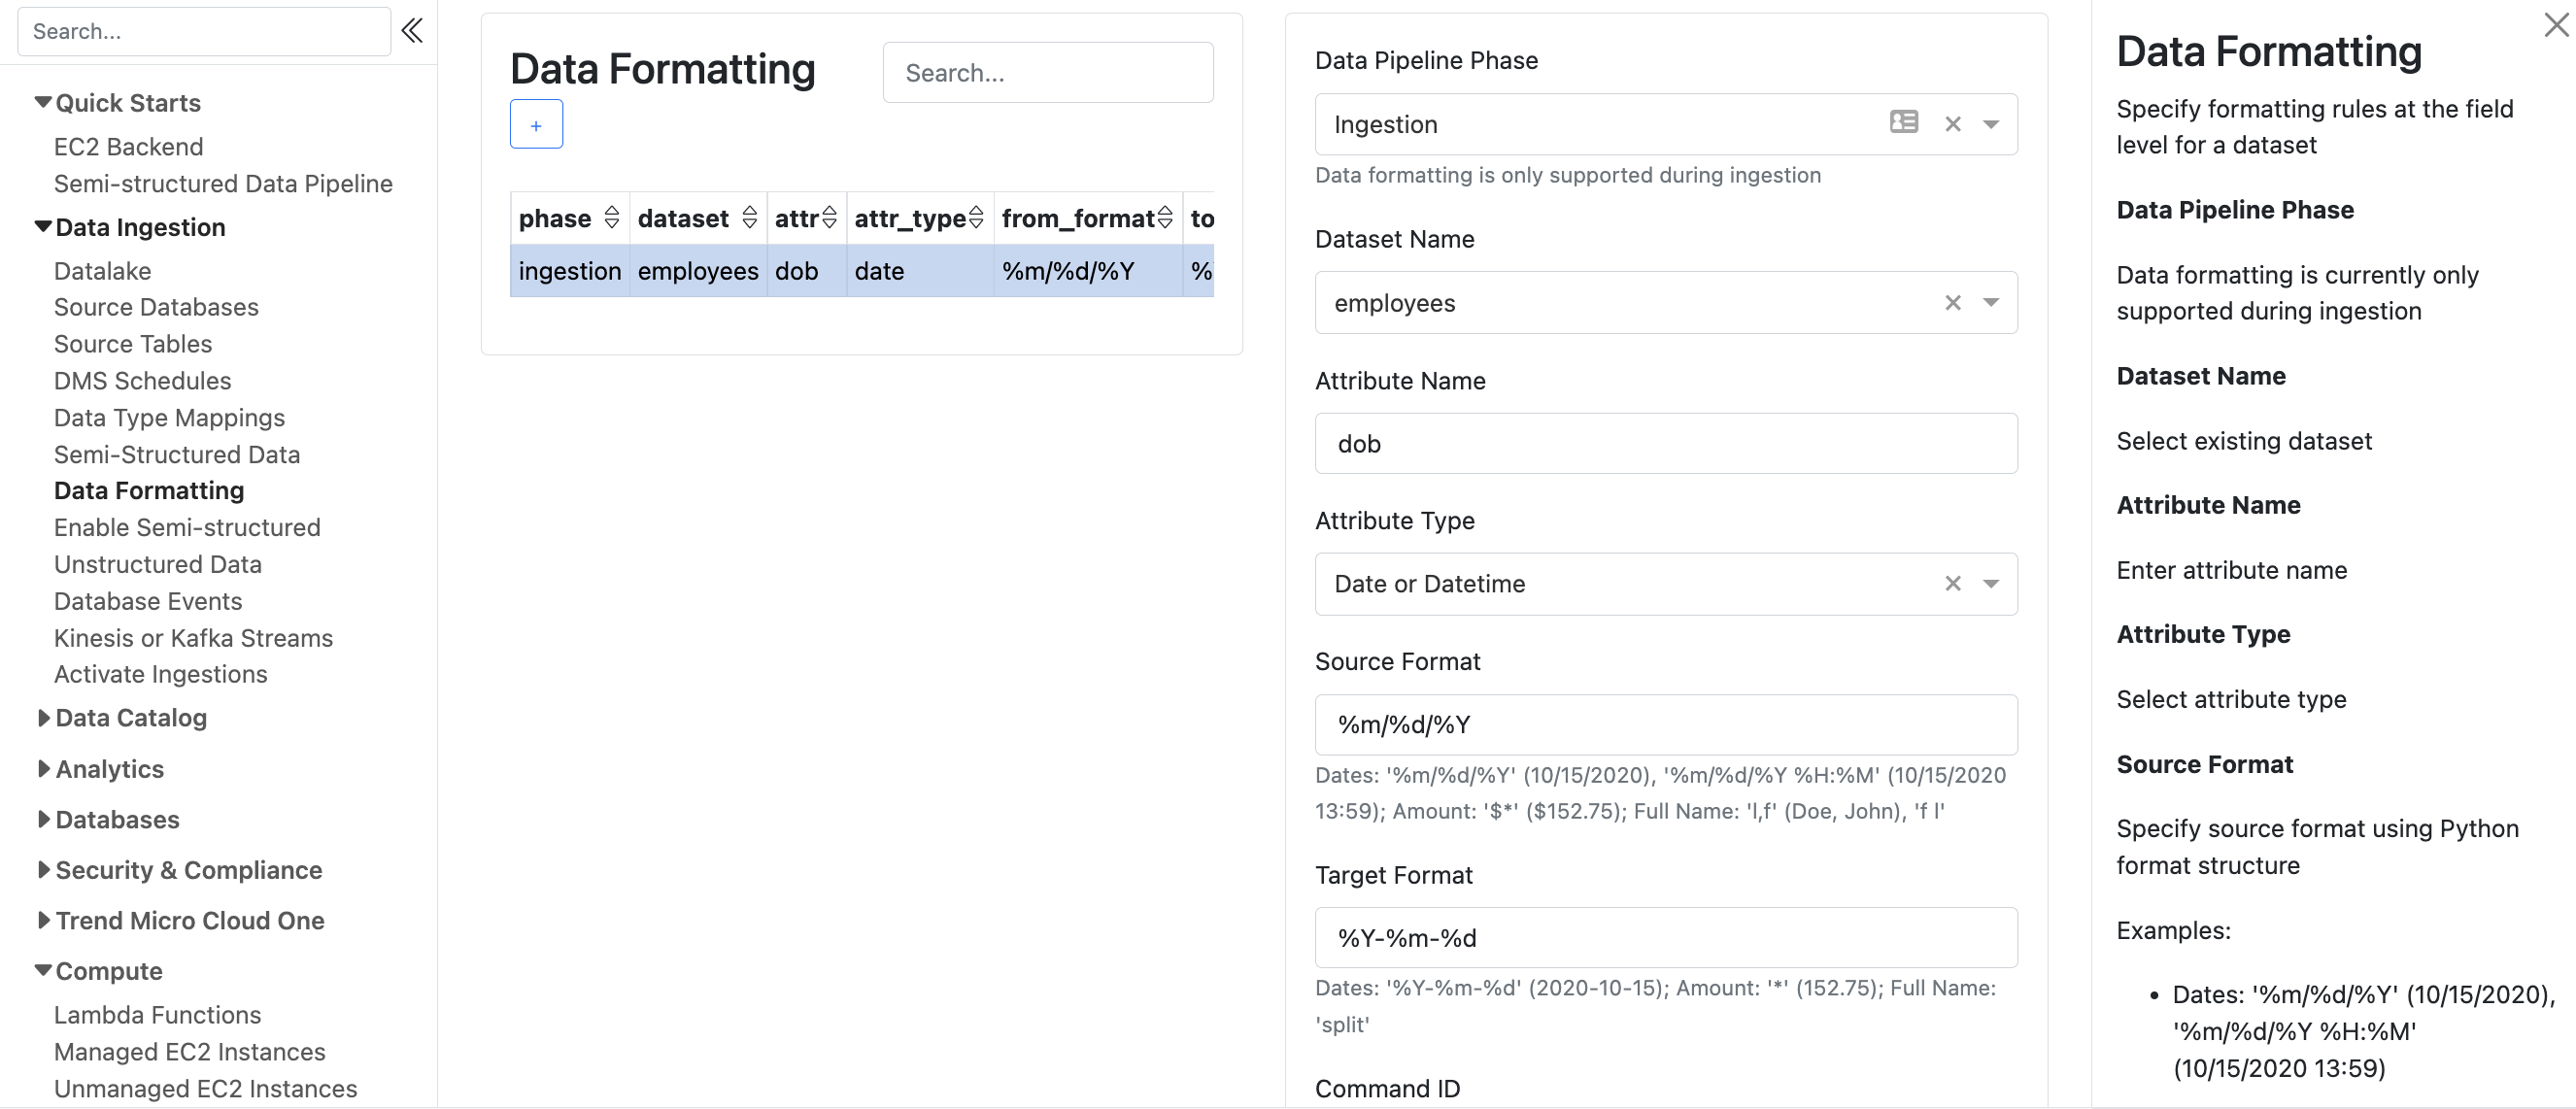 Search...
Quick Starts
EC2 Backend
Semi-structured Data Pipeline
Data Ingestion
Datalake
Source Databases
Source Tables
DMS Schedules
Data Type Mappings
Semi-Structured Data
Data Formatting
Enable Semi-structured
Unstructured Data
Database Events
Kinesis or Kafka Streams
Activate Ingestions
Data Catalog
Analytics
Databases
Security & Compliance
Trend Micro Cloud One
Compute
Lambda Functions
Managed EC2 Instances
Unmanaged EC2 Instances
Data Formatting
Search...
+
phase dataset attr attr_type from_format to
ingestion employees dob date %m/%d/%Y %
Data Pipeline Phase
Ingestion
Data formatting is only supported during ingestion
Dataset Name
employees
Attribute Name
dob
Attribute Type
Date or Datetime
Source Format
%m/%d/%Y
Dates: '%m/%d/%Y' (10/15/2020), '%m/%d/%Y %H:%M' (10/15/2020
13:59); Amount: '$*' ($152.75); Full Name: 'l,f' (Doe, John), 'f l'
Target Format
%Y-%m-%d
Dates: '%Y-%m-%d' (2020-10-15); Amount: '*' (152.75); Full Name:
'split'
Command ID
Data Formatting
Specify formatting rules at the field
level for a dataset
Data Pipeline Phase
Data formatting is currently only
supported during ingestion
Dataset Name
Select existing dataset
Attribute Name
Enter attribute name
Attribute Type
Select attribute type
Source Format
Specify source format using Python
format structure
Examples:
• Dates: '%m/%d/%Y' (10/15/2020),
'%m/%d/%Y %H:%M'
(10/15/2020 13:59)